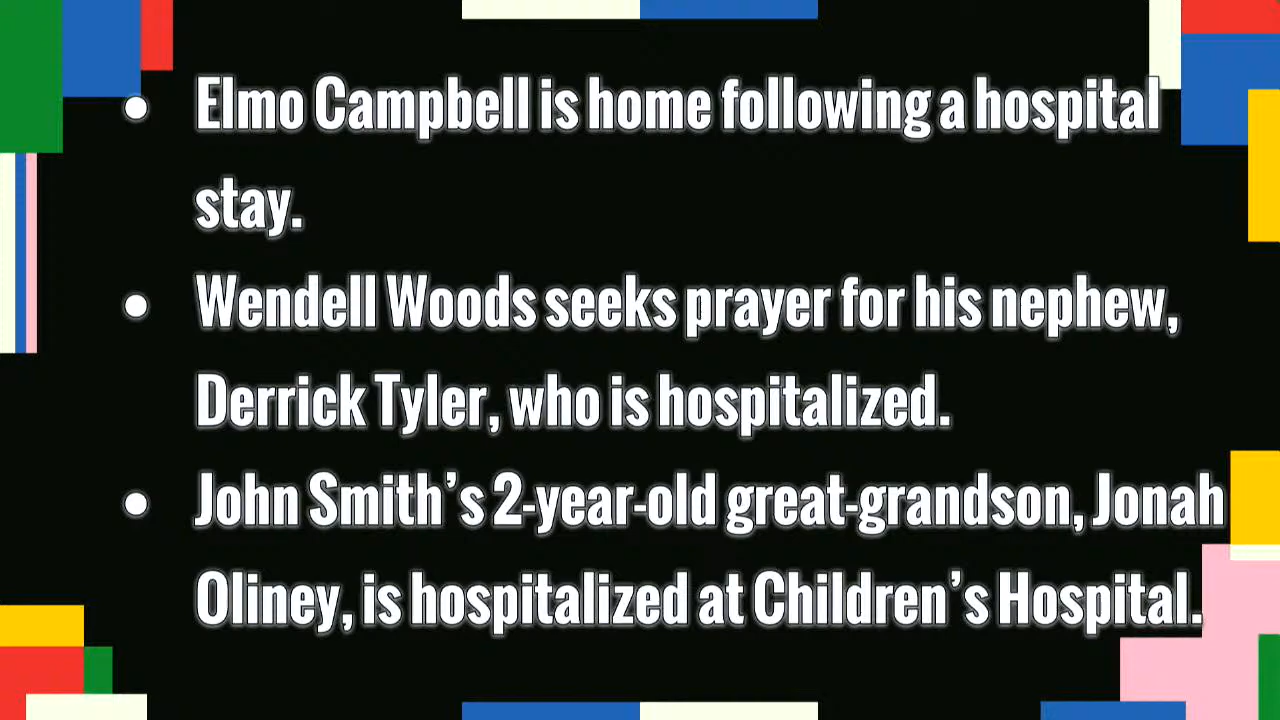 • Elmo Campbell is home following a hospital
stay.
• Wendell Woods seeks prayer for his nephew,
Derrick Tyler, who is hospitalized.
• John Smith’s 2-year-old great-grandson, Jonah
Oliney, is hospitalized at Children’s Hospital.